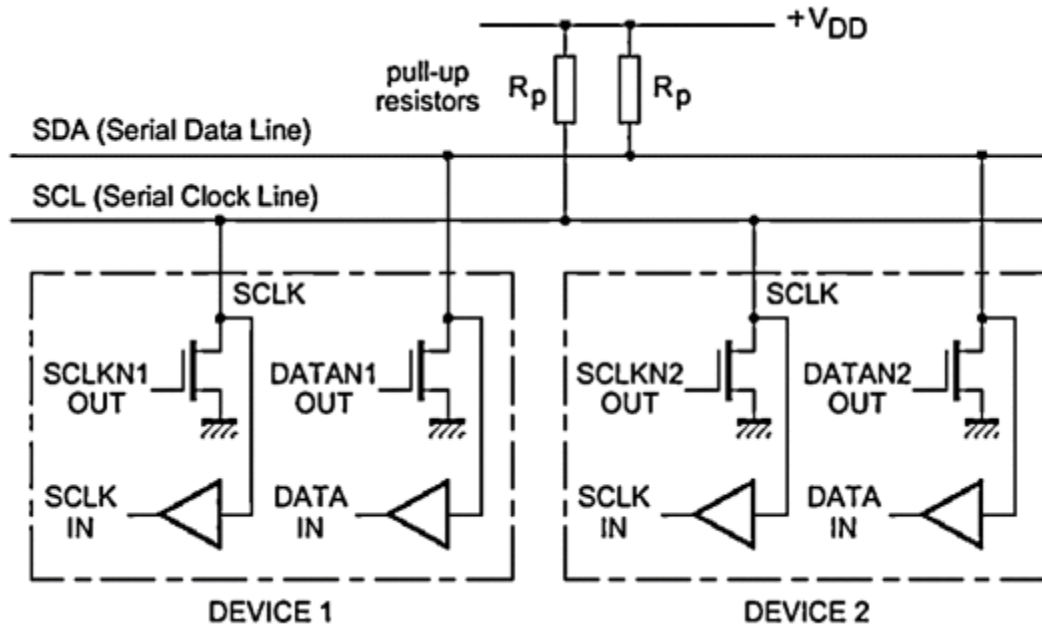 +VDD
pull-up
resistors
Rp
Rp
SDA (Serial Data Line)
SCL (Serial Clock Line)
SCLK
SCLKN1
OUT
DATAN1
OUT
SCLK
IN
DATA
IN
DEVICE 1
SCLK
SCLKN2
OUT
DATAN2
OUT
SCLK
IN
DATA
IN
DEVICE 2